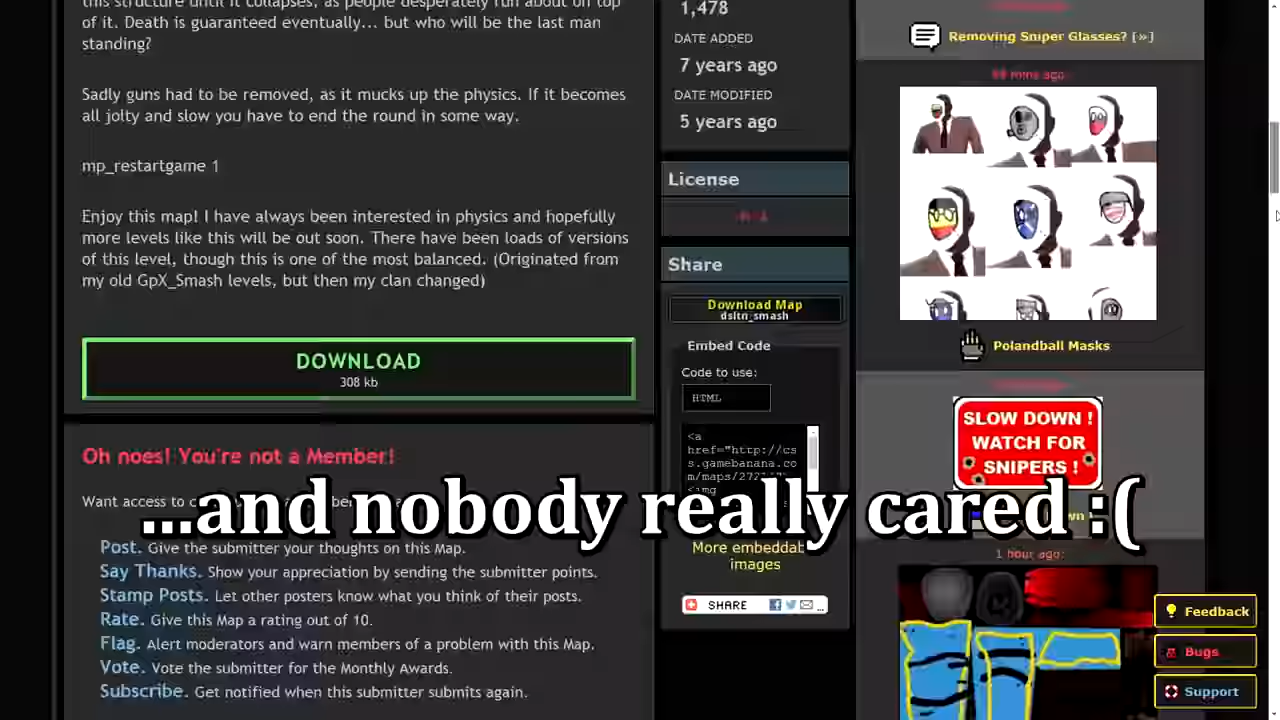 this structure until it collapses, as people desperately run about on top
of it. Death is guaranteed eventually... but who will be the last man
standing?
Sadly guns had to be removed, as it mucks up the physics. If it becomes
all jolty and slow you have to end the round in some way.
mp_restartgame 1
Enjoy this map! I have always been interested in physics and hopefully
more levels like this will be out soon. There have been loads of versions
of this level, though this is one of the most balanced. (Originated from
my old GpX_Smash levels, but then my clan changed)
DOWNLOAD
308 kb
Oh noes! You're not a Member!
Want access to
Post. Give the submitter your thoughts on this Map.
Say Thanks. Show your appreciation by sending the submitter points.
Stamp Posts. Let other posters know what you think of their posts.
Rate. Give this Map a rating out of 10.
Flag. Alert moderators and warn members of a problem with this Map.
Vote. Vote the submitter for the Monthly Awards.
Subscribe. Get notified when this submitter submits again.
1,478
DATE ADDED
7 years ago
DATE MODIFIED
5 years ago
License
Share
Download Map
dsltn_smash
Embed Code
Code to use:
HTML
<a
href="http://cs
s.gamebanana.co
<img
More embeddab
images
SHARE
Removing Sniper Glasses? [»]
mins ago:
Polandball Masks
SLOW DOWN !
WATCH FOR
SNIPERS !
1 hour ago:
...and nobody really cared :(
Feedback
Bugs
Support